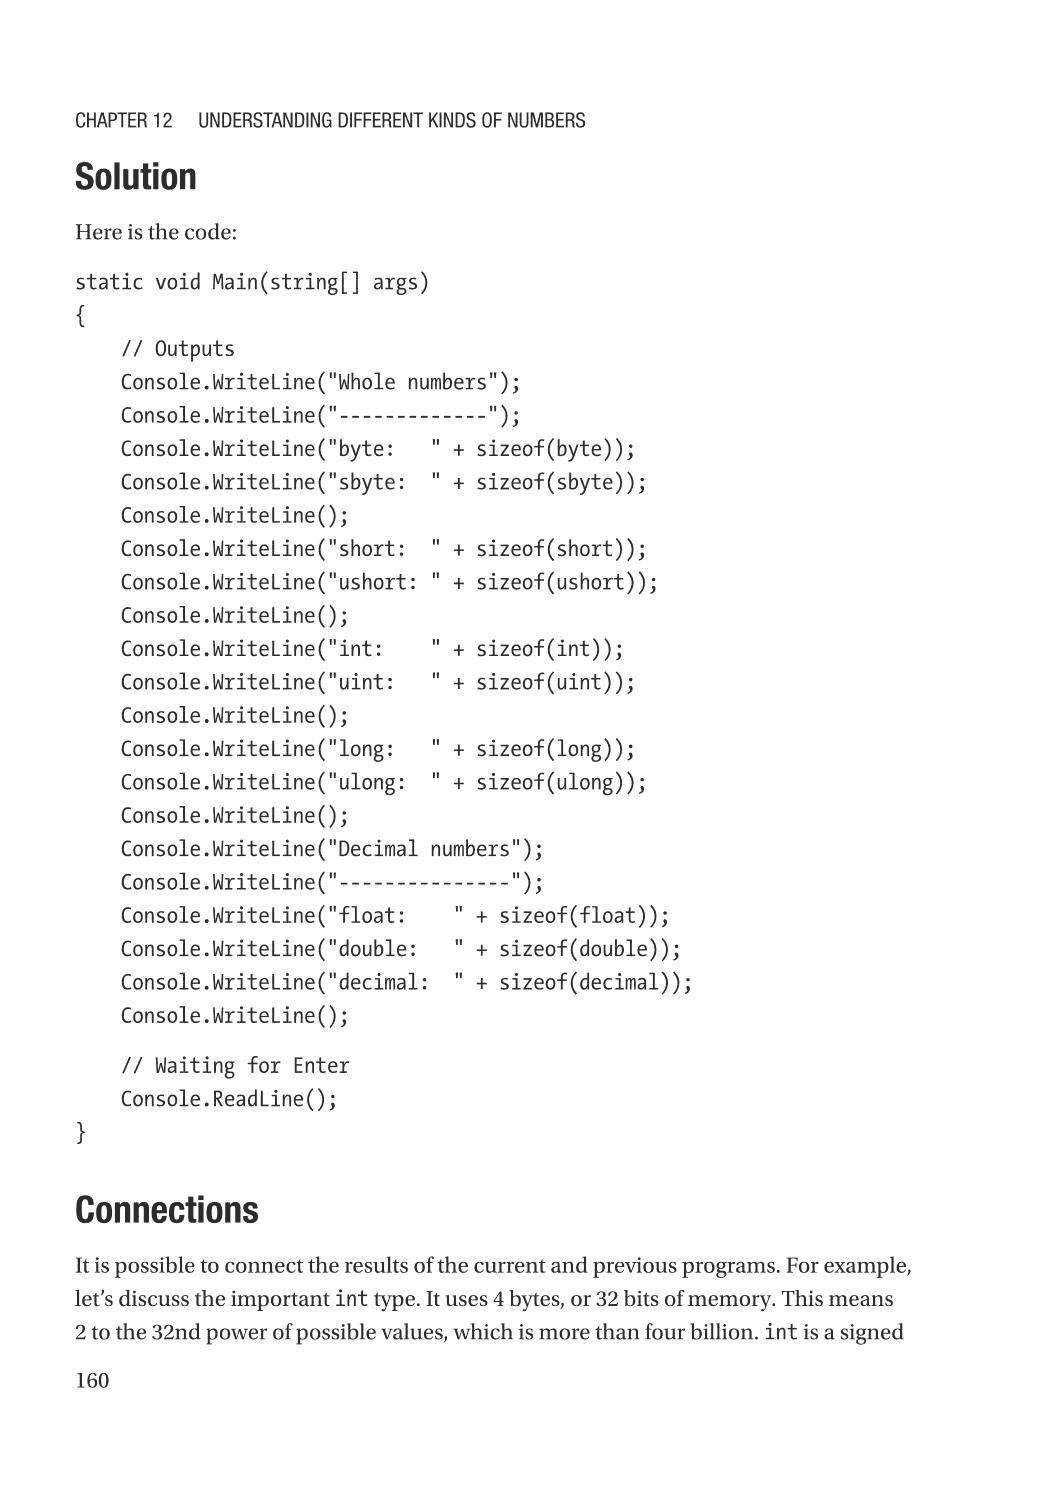 CHAPTER 12 UNDERSTANDING DIFFERENT KINDS OF NUMBERS
Solution
Here is the code:
static void Main(string[] args)
{
    // Outputs
    Console.WriteLine("Whole numbers");
    Console.WriteLine("-------------");
    Console.WriteLine("byte:   " + sizeof(byte));
    Console.WriteLine("sbyte:  " + sizeof(sbyte));
    Console.WriteLine();
    Console.WriteLine("short:  " + sizeof(short));
    Console.WriteLine("ushort: " + sizeof(ushort));
    Console.WriteLine();
    Console.WriteLine("int:    " + sizeof(int));
    Console.WriteLine("uint:   " + sizeof(uint));
    Console.WriteLine();
    Console.WriteLine("long:   " + sizeof(long));
    Console.WriteLine("ulong:  " + sizeof(ulong));
    Console.WriteLine();
    Console.WriteLine("Decimal numbers");
    Console.WriteLine("---------------");
    Console.WriteLine("float:    " + sizeof(float));
    Console.WriteLine("double:   " + sizeof(double));
    Console.WriteLine("decimal:  " + sizeof(decimal));
    Console.WriteLine();
    // Waiting for Enter
    Console.ReadLine();
}
Connections
It is possible to connect the results of the current and previous programs. For example,
let’s discuss the important int type. It uses 4 bytes, or 32 bits of memory. This means
2 to the 32nd power of possible values, which is more than four billion. int is a signed
160